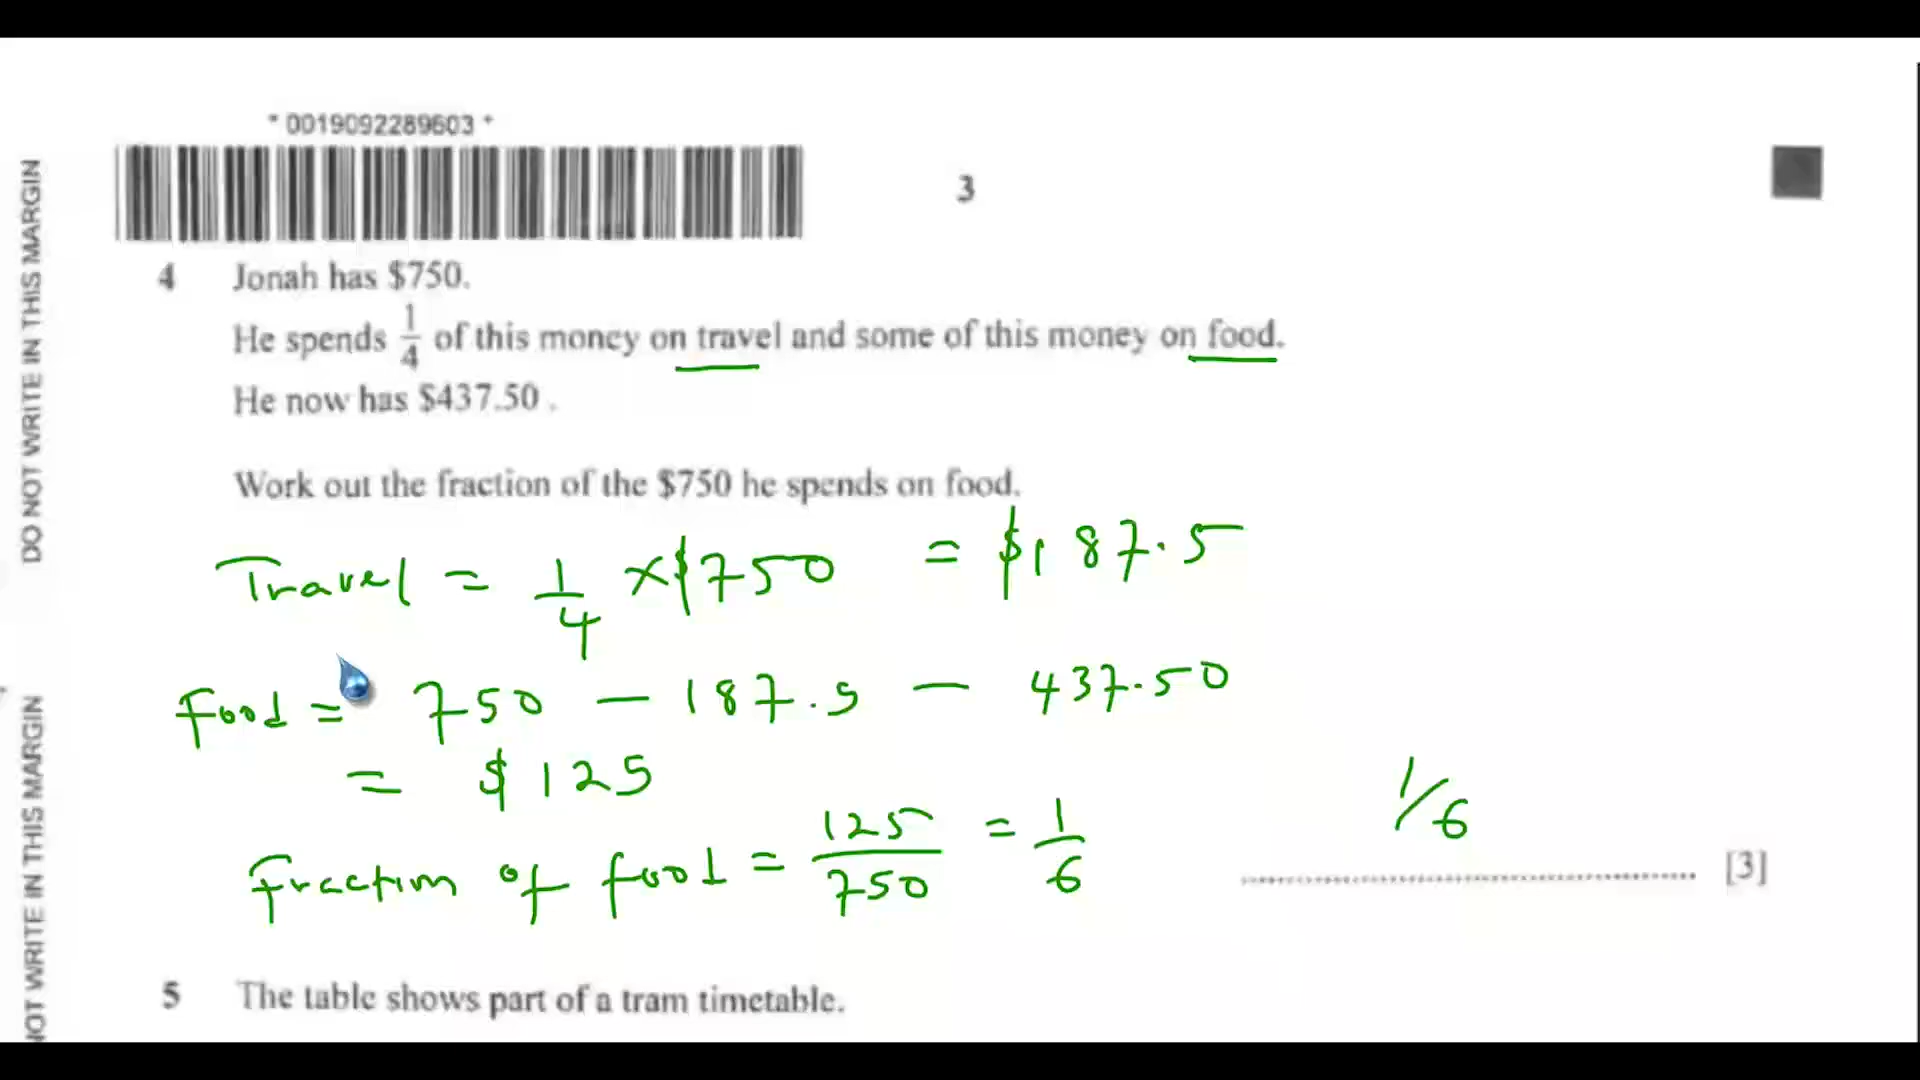 * 0019092289603 *
3
DO NOT WRITE IN THIS MARGIN
4 Jonah has $750.
He spends 1/4 of this money on travel and some of this money on food.
He now has $437.50 .
Work out the fraction of the $750 he spends on food.
Travel = 1/4 × $750 = $187.5
Food = 750 − 187.5 − 437.50
= $125
Fraction of food = 125/750 = 1/6
1/6
[3]
NOT WRITE IN THIS MARGIN
5 The table shows part of a tram timetable.